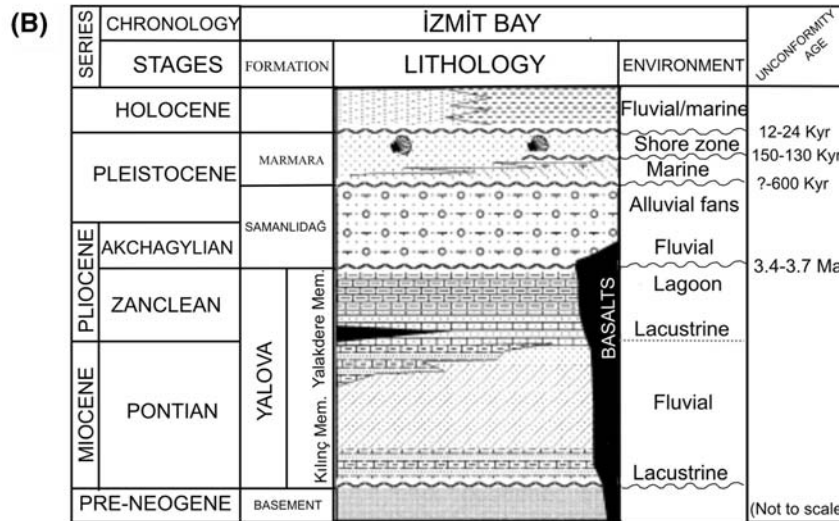 (B)
SERIES
CHRONOLOGY
İZMİT BAY
UNCONFORMITY AGE
STAGES
FORMATION
LITHOLOGY
ENVIRONMENT
HOLOCENE
Fluvial/marine
12-24 Kyr
Shore zone
150-130 Kyr
PLEISTOCENE
MARMARA
Marine
?-600 Kyr
SAMANLIDAĞ
Alluvial fans
PLIOCENE
AKCHAGYLIAN
Fluvial
3.4-3.7 Ma
ZANCLEAN
Lagoon
Lacustrine
BASALTS
YALOVA
Kılınç Mem. Yalakdere Mem.
MIOCENE
PONTIAN
Fluvial
Lacustrine
PRE-NEOGENE
BASEMENT
(Not to scale